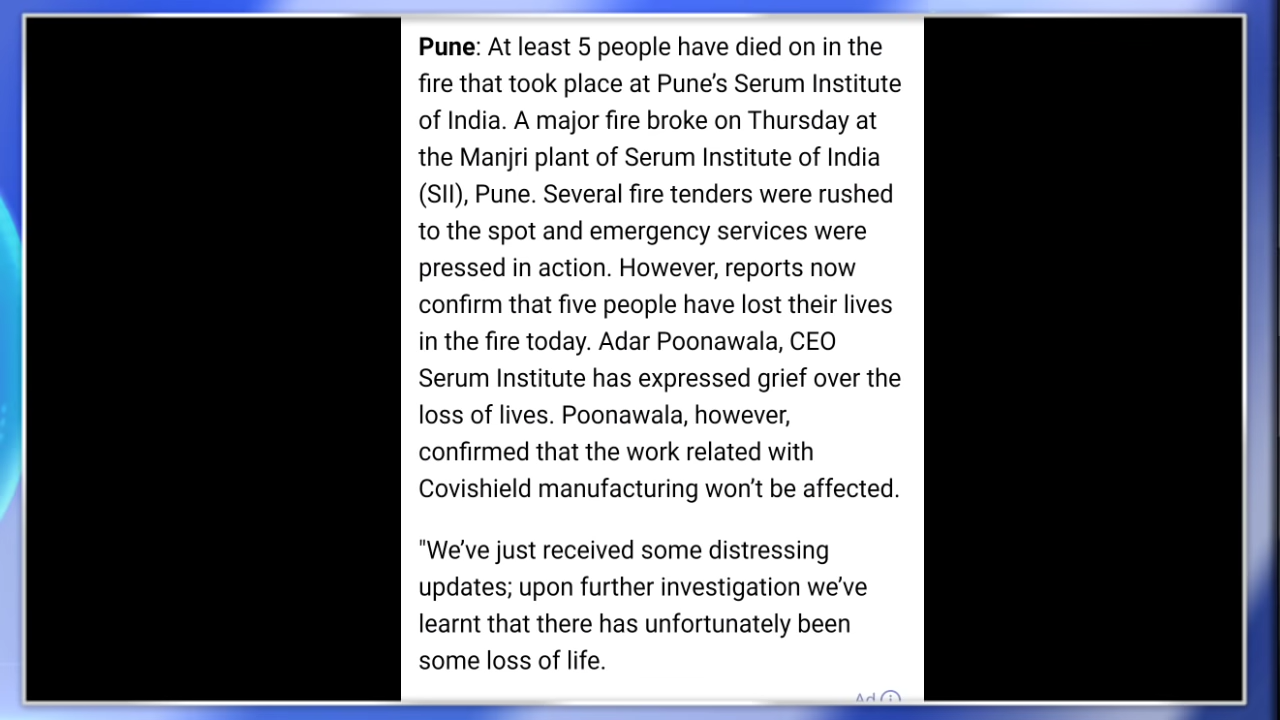 Pune: At least 5 people have died on in the
fire that took place at Pune’s Serum Institute
of India. A major fire broke on Thursday at
the Manjri plant of Serum Institute of India
(SII), Pune. Several fire tenders were rushed
to the spot and emergency services were
pressed in action. However, reports now
confirm that five people have lost their lives
in the fire today. Adar Poonawala, CEO
Serum Institute has expressed grief over the
loss of lives. Poonawala, however,
confirmed that the work related with
Covishield manufacturing won’t be affected.
"We’ve just received some distressing
updates; upon further investigation we’ve
learnt that there has unfortunately been
some loss of life.
Ad